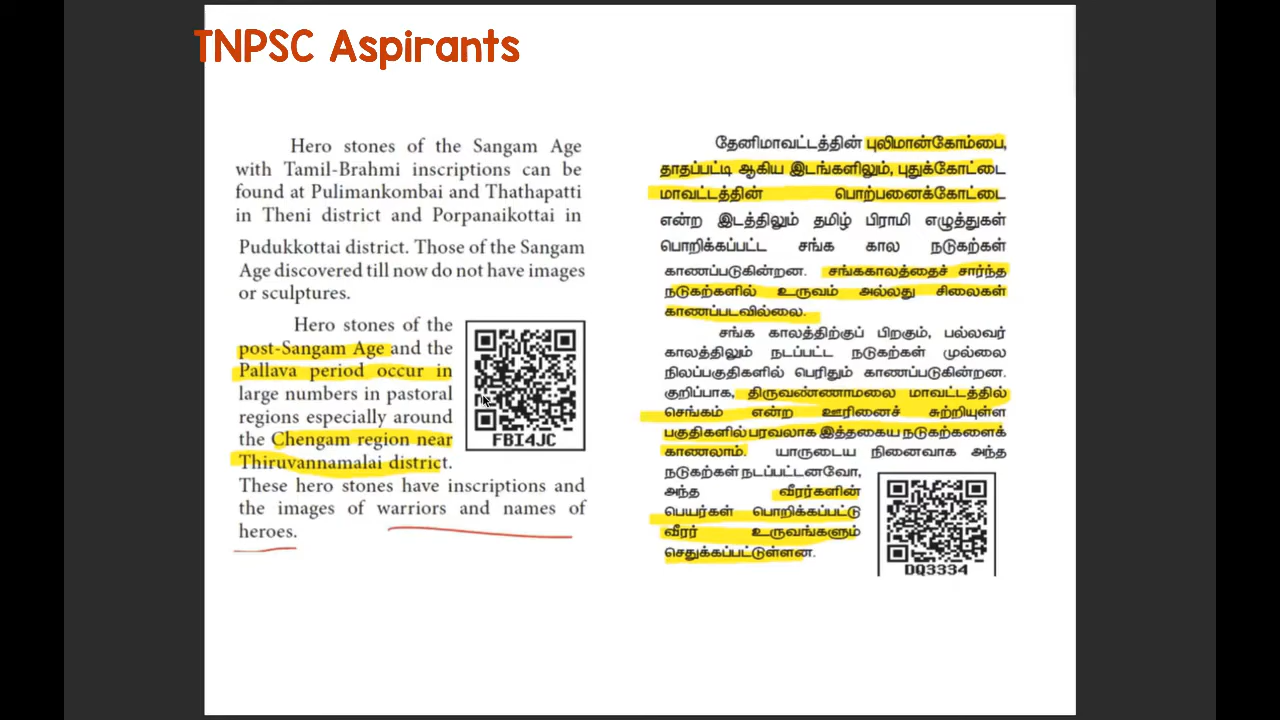 TNPSC Aspirants
Hero stones of the Sangam Age
with Tamil-Brahmi inscriptions can be
found at Pulimankombai and Thathapatti
in Theni district and Porpanaikottai in
Pudukkottai district. Those of the Sangam
Age discovered till now do not have images
or sculptures.
Hero stones of the
post-Sangam Age and the
Pallava period occur in
large numbers in pastoral
regions especially around
the Chengam region near
Thiruvannamalai district.
These hero stones have inscriptions and
the images of warriors and names of
heroes.
FBI4JC
தேனிமாவட்டத்தின் புலிமான்கோம்பை,
தாதப்பட்டி ஆகிய இடங்களிலும், புதுக்கோட்டை
மாவட்டத்தின் பொற்பனைக்கோட்டை
என்ற இடத்திலும் தமிழ் பிராமி எழுத்துகள்
பொறிக்கப்பட்ட சங்க கால நடுகற்கள்
காணப்படுகின்றன. சங்ககாலத்தைச் சார்ந்த
நடுகற்களில் உருவம் அல்லது சிலைகள்
காணப்படவில்லை.
சங்க காலத்திற்குப் பிறகும், பல்லவர்
காலத்திலும் நடப்பட்ட நடுகற்கள் முல்லை
நிலப்பகுதிகளில் பெரிதும் காணப்படுகின்றன.
குறிப்பாக, திருவண்ணாமலை மாவட்டத்தில்
செங்கம் என்ற ஊரினைச் சுற்றியுள்ள
பகுதிகளில் பரவலாக இத்தகைய நடுகற்களைக்
காணலாம். யாருடைய நினைவாக அந்த
நடுகற்கள் நடப்பட்டனவோ,
அந்த வீரர்களின்
பெயர்கள் பொறிக்கப்பட்டு
வீரர் உருவங்களும்
செதுக்கப்பட்டுள்ளன.
DQ3334